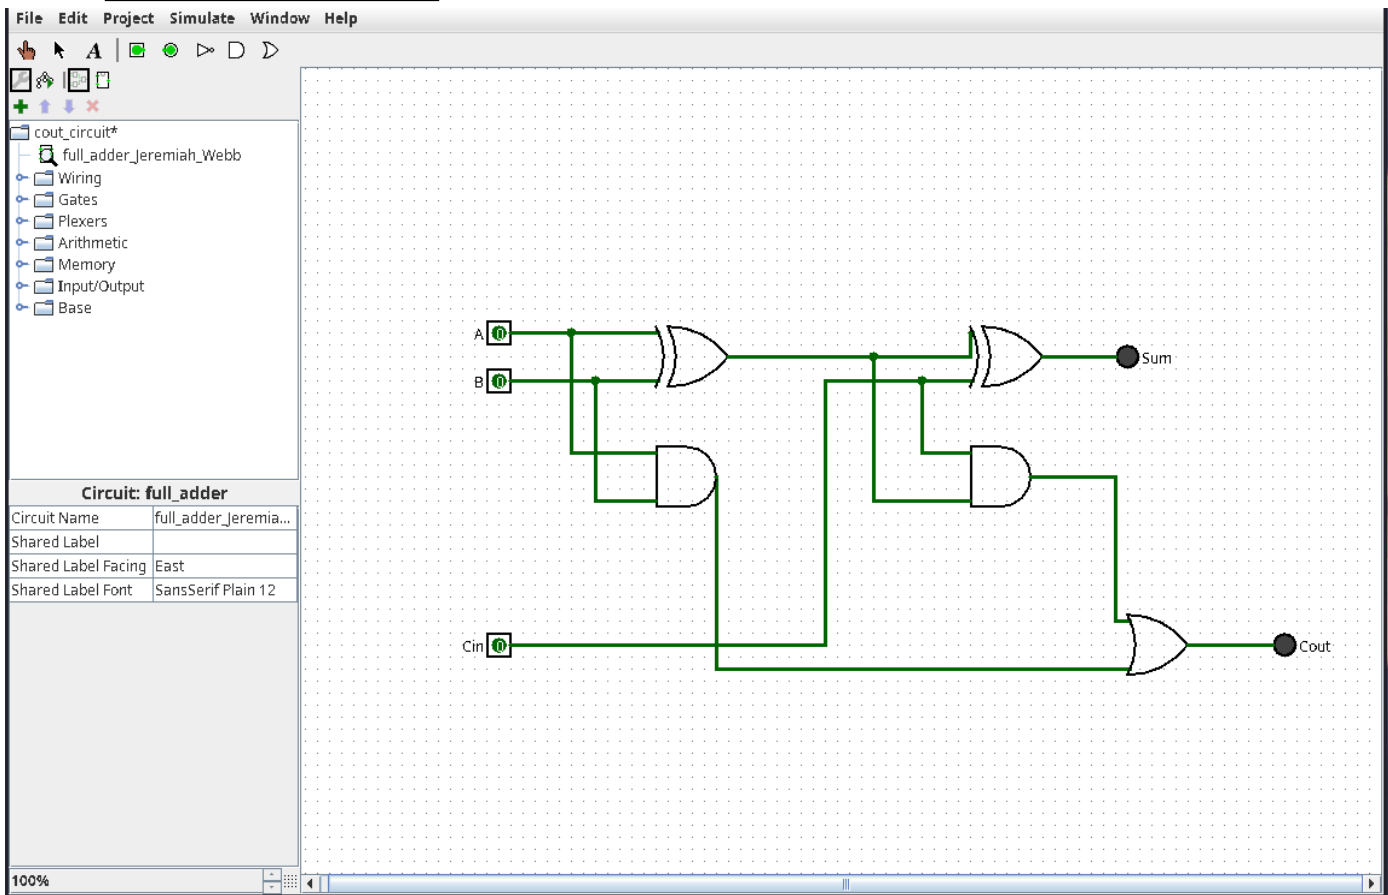 File Edit Project Simulate Window Help
A
cout_circuit*
full_adder_Jeremiah_Webb
Wiring
Gates
Plexers
Arithmetic
Memory
Input/Output
Base
Circuit: full_adder
Circuit Name full_adder_Jeremia...
Shared Label
Shared Label Facing East
Shared Label Font SansSerif Plain 12
100%
A 0
B 0
Sum
Cin 0
Cout